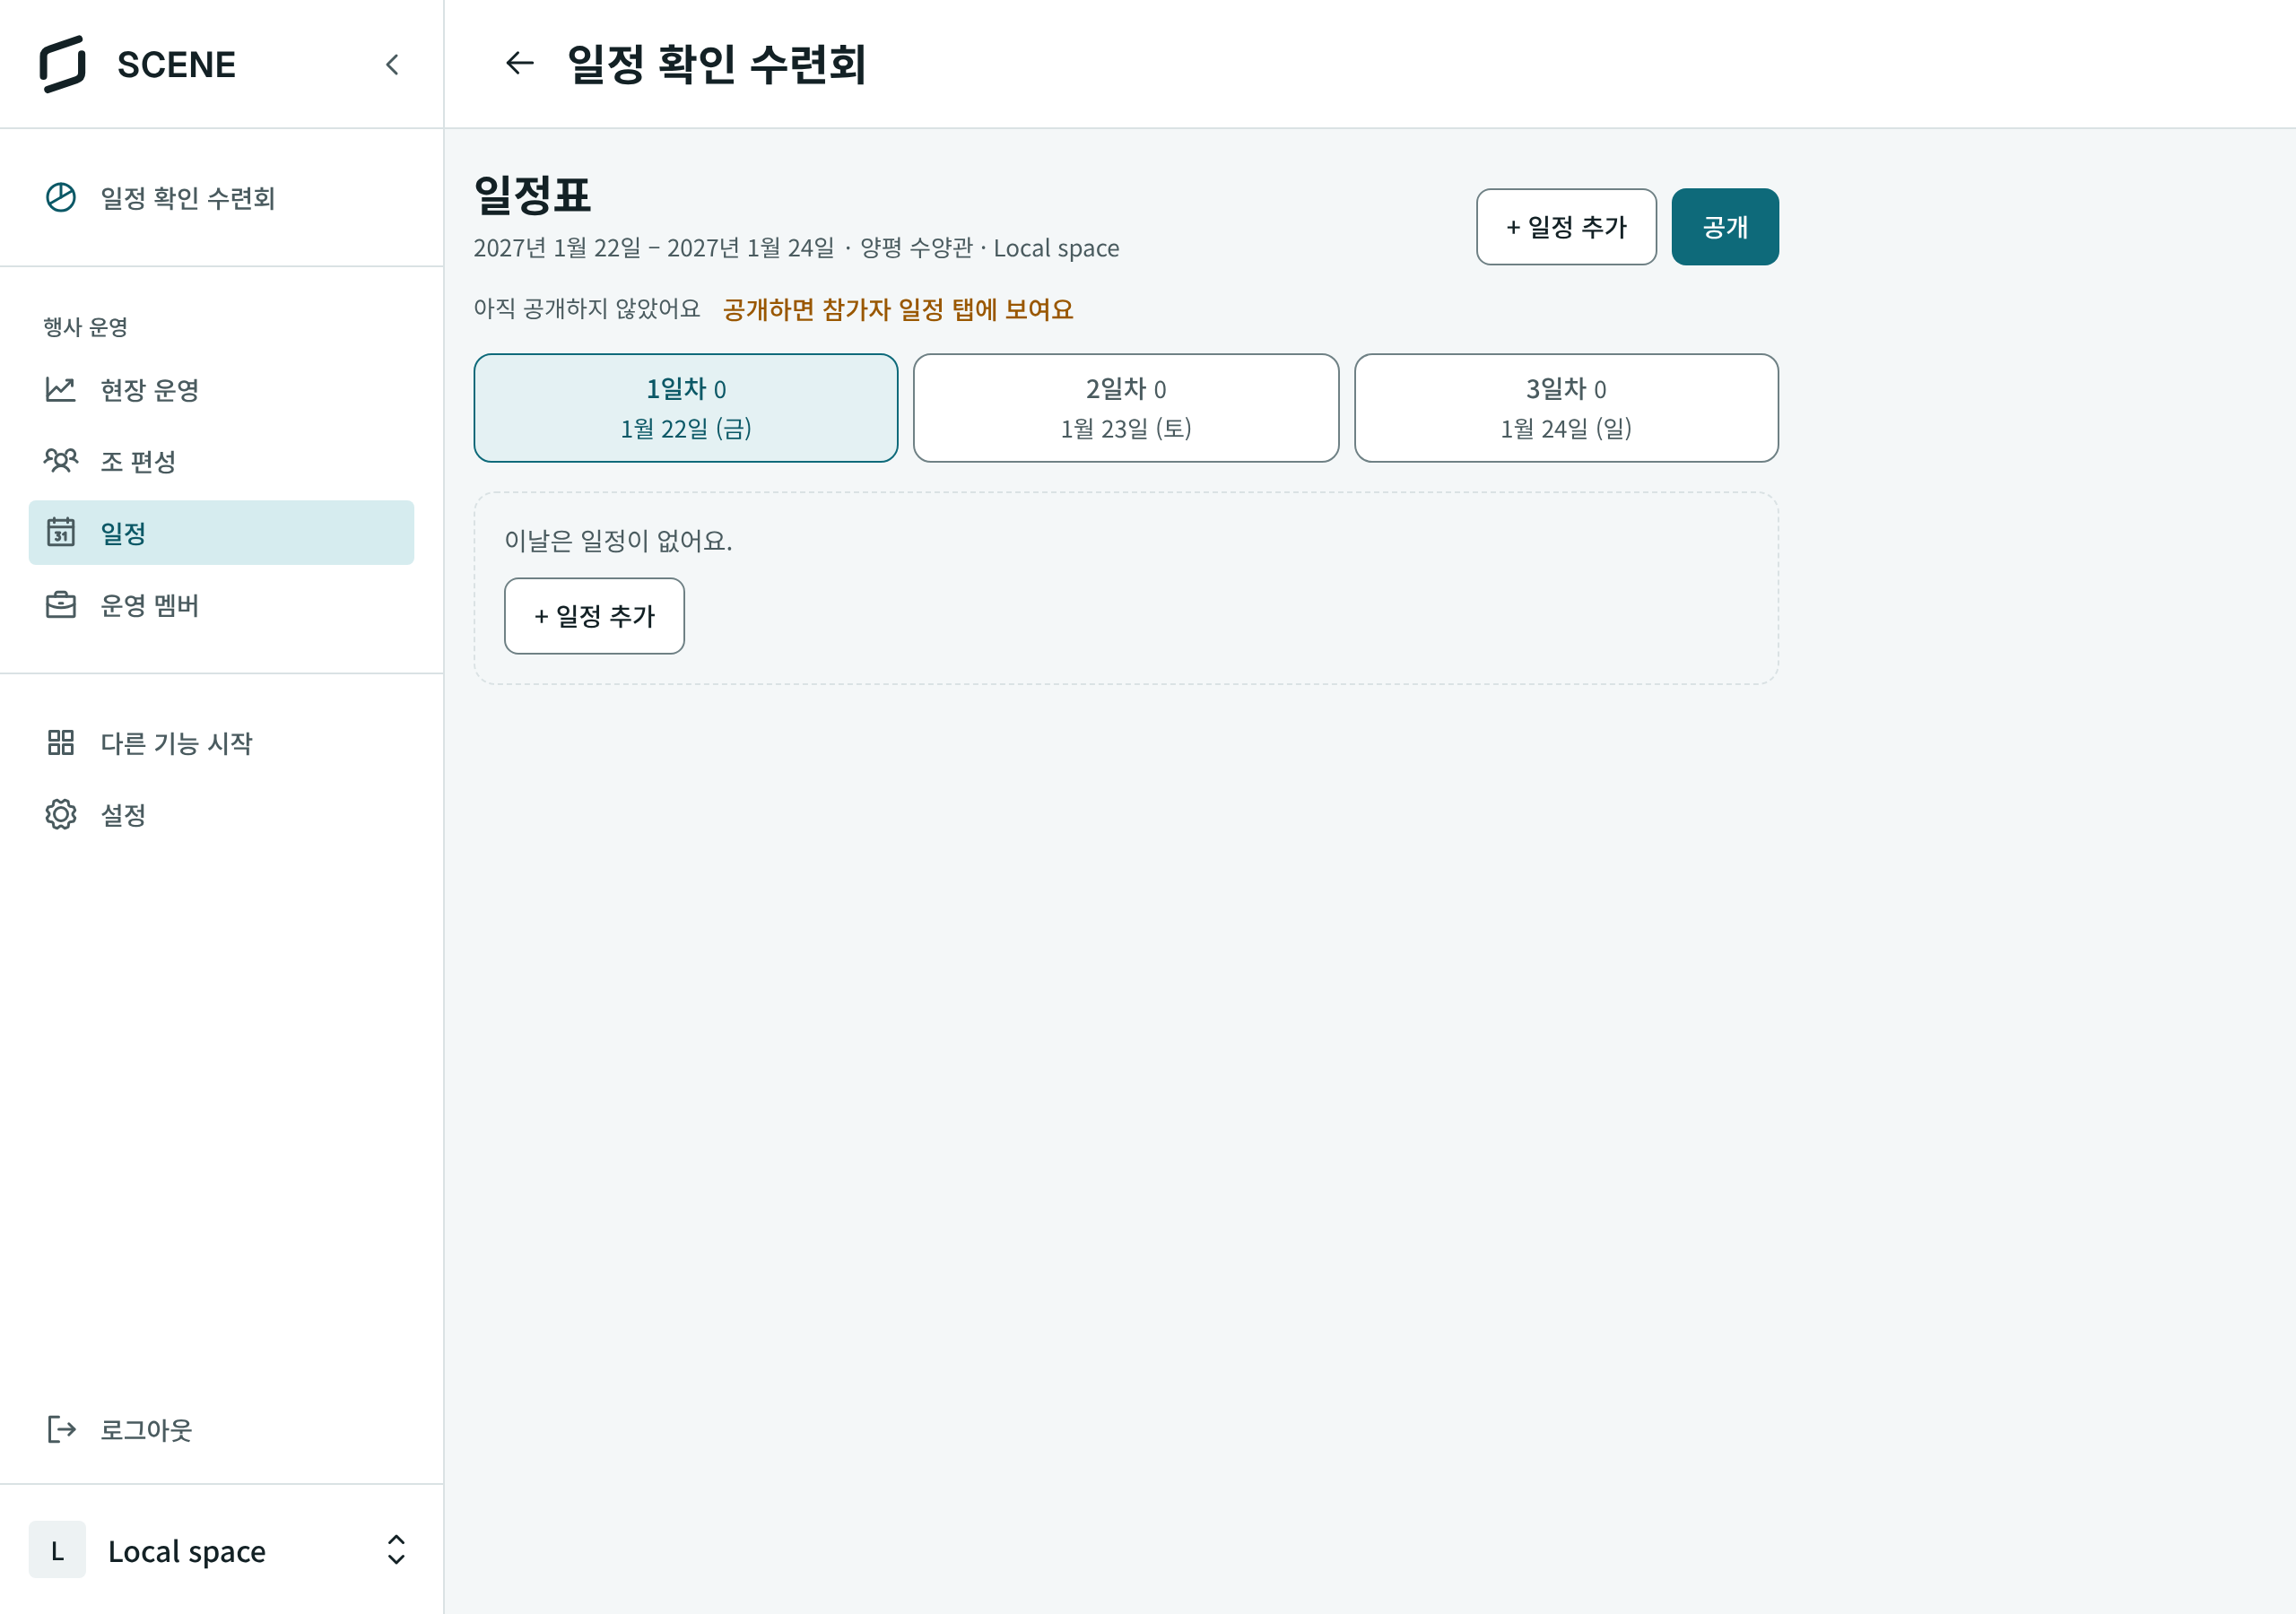 SCENE
일정 확인 수련회
행사 운영
현장 운영
조 편성
31
일정
운영 멤버
다른 기능 시작
설정
로그아웃
L
Local space
일정 확인 수련회
일정표
2027년 1월 22일 – 2027년 1월 24일 · 양평 수양관 · Local space
+ 일정 추가
공개
아직 공개하지 않았어요 공개하면 참가자 일정 탭에 보여요
1일차 0
1월 22일 (금)
2일차 0
1월 23일 (토)
3일차 0
1월 24일 (일)
이날은 일정이 없어요.
+ 일정 추가